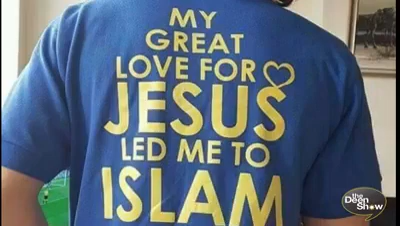 MY
GREAT
LOVE FOR
JESUS
LED ME TO
ISLAM
the
Deen
Show